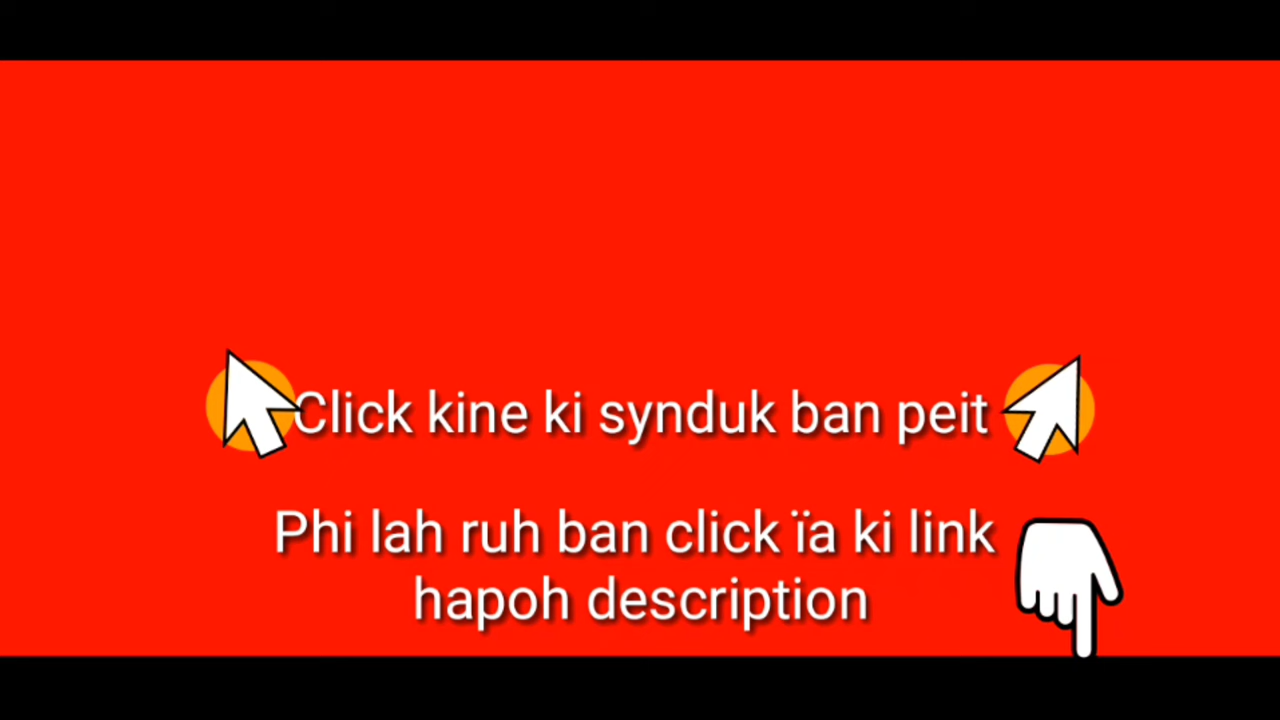 Click kine ki synduk ban peit
Phi lah ruh ban click ïa ki link
hapoh description